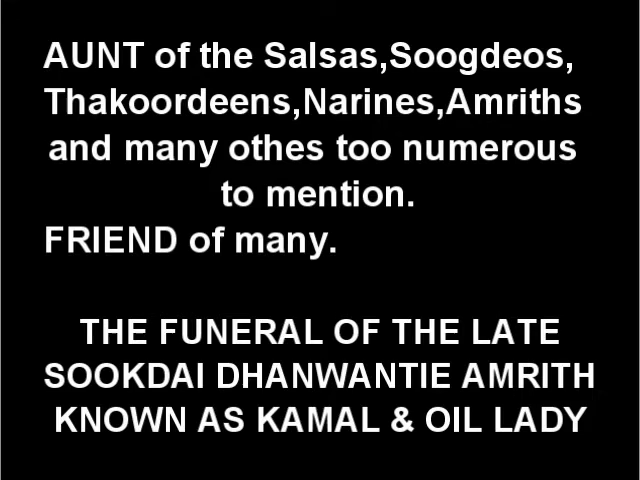 AUNT of the Salsas,Soogdeos,
Thakoordeens,Narines,Amriths
and many othes too numerous
to mention.
FRIEND of many.
THE FUNERAL OF THE LATE
SOOKDAI DHANWANTIE AMRITH
KNOWN AS KAMAL & OIL LADY